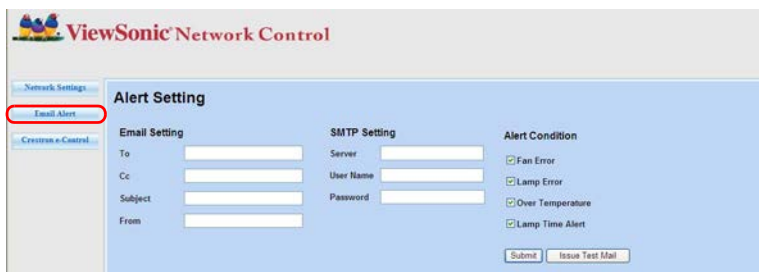 ViewSonic® Network Control
Network Settings
Email Alert
Crestron e-Control
Alert Setting
Email Setting
To
Cc
Subject
From
SMTP Setting
Server
User Name
Password
Alert Condition
Fan Error
Lamp Error
Over Temperature
Lamp Time Alert
Submit
Issue Test Mail